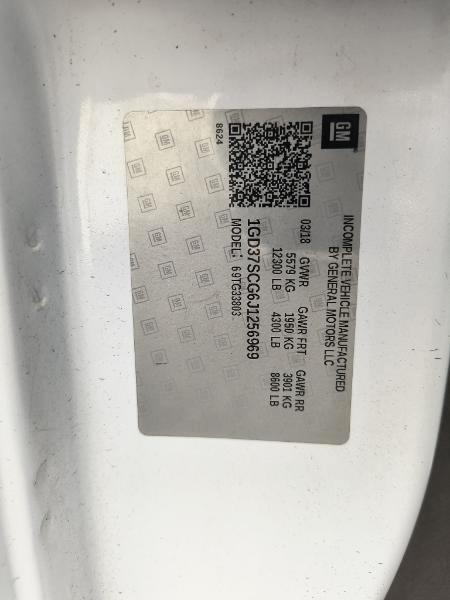 GM
INCOMPLETE VEHICLE MANUFACTURED
BY GENERAL MOTORS LLC
03/18 GVWR GAWR FRT GAWR RR
5579 KG 1950 KG 3901 KG
12300 LB 4300 LB 8600 LB
1GD37SCG6J1256969
MODEL: 69TG33803
8624